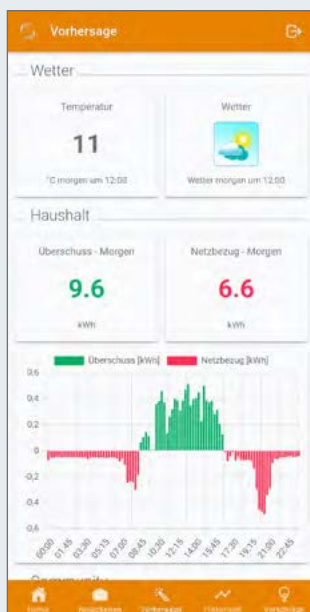 Vorhersage
Wetter
Temperatur
Wetter
11
°C morgen um 12:00
Wetter morgen um 12:00
Haushalt
Überschuss - Morgen
Netzbezug - Morgen
9.6
6.6
kWh
kWh
Überschuss [kWh]
Netzbezug [kWh]
0,6
0,4
0,2
0
-0,2
-0,4
-0,6
00:00 01:45 03:30 05:15 07:00 08:45 10:30 12:15 14:00 15:45 17:30 19:15 21:00 22:45
Community
Home
Vorhersage